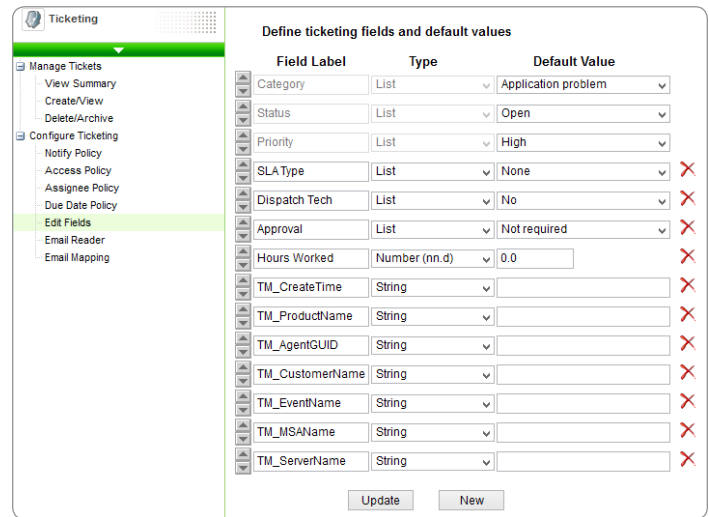 Ticketing
Manage Tickets
View Summary
Create/View
Delete/Archive
Configure Ticketing
Notify Policy
Access Policy
Assignee Policy
Due Date Policy
Edit Fields
Email Reader
Email Mapping
Define ticketing fields and default values
Field Label Type Default Value
Category List Application problem
Status List Open
Priority List High
SLA Type List None
Dispatch Tech List No
Approval List Not required
Hours Worked Number (nn.d) 0.0
TM_CreateTime String
TM_ProductName String
TM_AgentGUID String
TM_CustomerName String
TM_EventName String
TM_MSAName String
TM_ServerName String
Update New